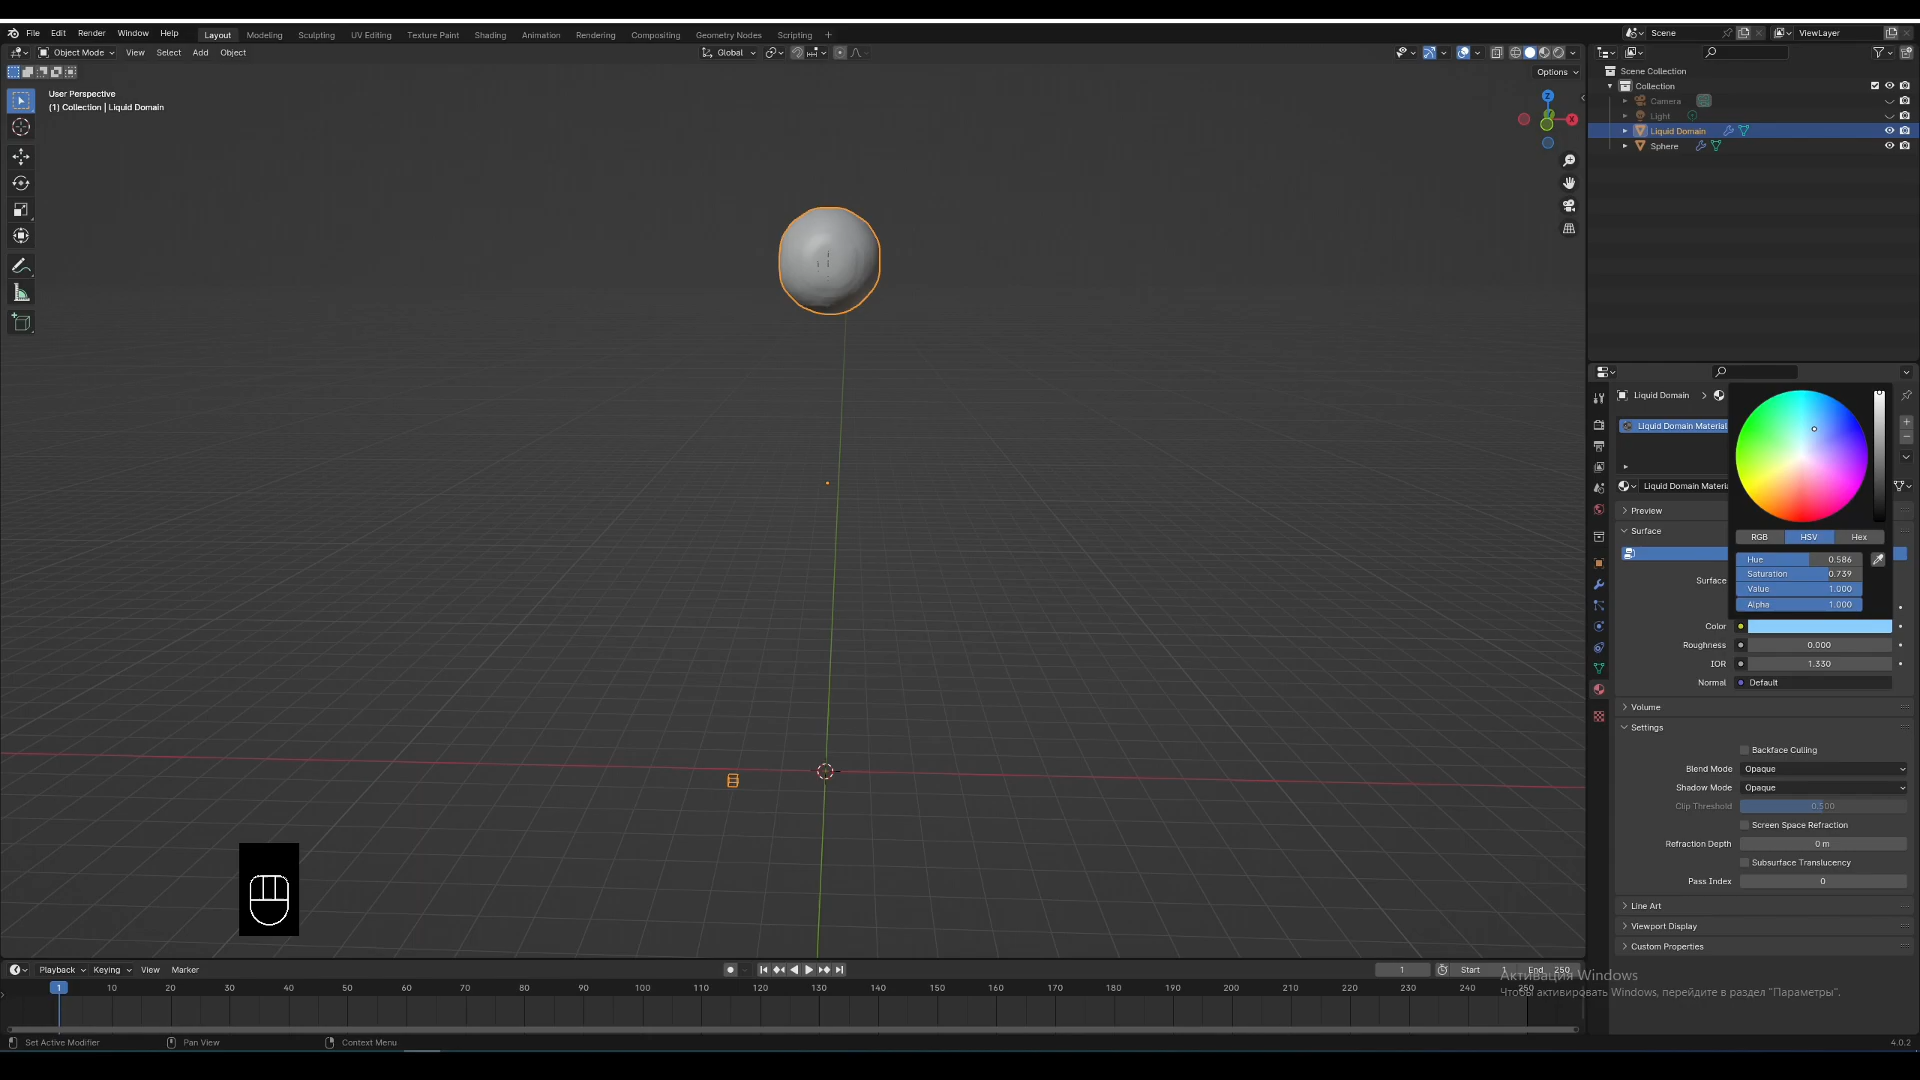 File Edit Render Window Help Layout Modeling Sculpting UV Editing Texture Paint Shading Animation Rendering Compositing Geometry Nodes Scripting + Scene ViewLayer
Object Mode View Select Add Object Global
Options
User Perspective
(1) Collection | Liquid Domain
Z
X
Scene Collection
Collection
Camera
Light
Liquid Domain
Sphere
Liquid Domain
Liquid Domain Material
Liquid Domain Materia
Preview
Surface
RGB HSV Hex
Hue 0.586
Saturation 0.739
Value 1.000
Alpha 1.000
Surface
Color
Roughness 0.000
IOR 1.330
Normal Default
Volume
Settings
Backface Culling
Blend Mode Opaque
Shadow Mode Opaque
Clip Threshold 0.500
Screen Space Refraction
Refraction Depth 0 m
Subsurface Translucency
Pass Index 0
Line Art
Viewport Display
Custom Properties
Активация Windows
Чтобы активировать Windows, перейдите в раздел "Параметры".
Playback Keying View Marker 1 Start 1 End 250
1 10 20 30 40 50 60 70 80 90 100 110 120 130 140 150 160 170 180 190 200 210 220 230 240 250
Set Active Modifier Pan View Context Menu 4.0.2